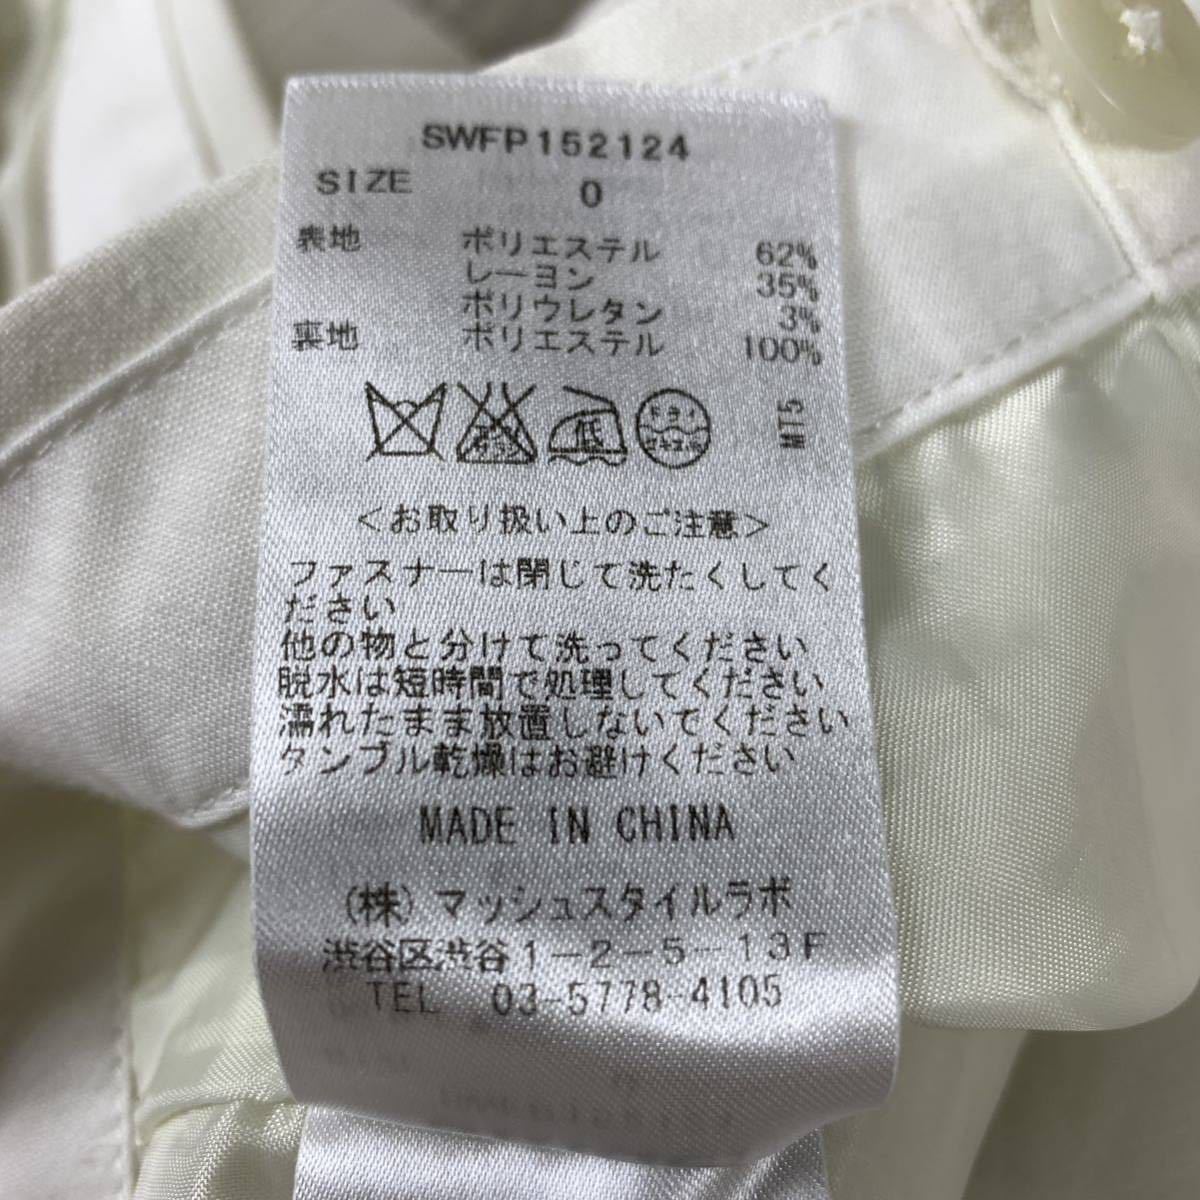 SWFP152124
SIZE 0
表地 ポリエステル 62%
レーヨン 35%
ポリウレタン 3%
裏地 ポリエステル 100%
低
ドライ
MT5
<お取り扱い上のご注意>
ファスナーは閉じて洗たくしてく
ださい
他の物と分けて洗ってください
脱水は短時間で処理してください
濡れたまま放置しないでください
タンブル乾燥はお避けください
MADE IN CHINA
(株)マッシュスタイルラボ
渋谷区渋谷1-2-5-13F
TEL 03-5778-4105